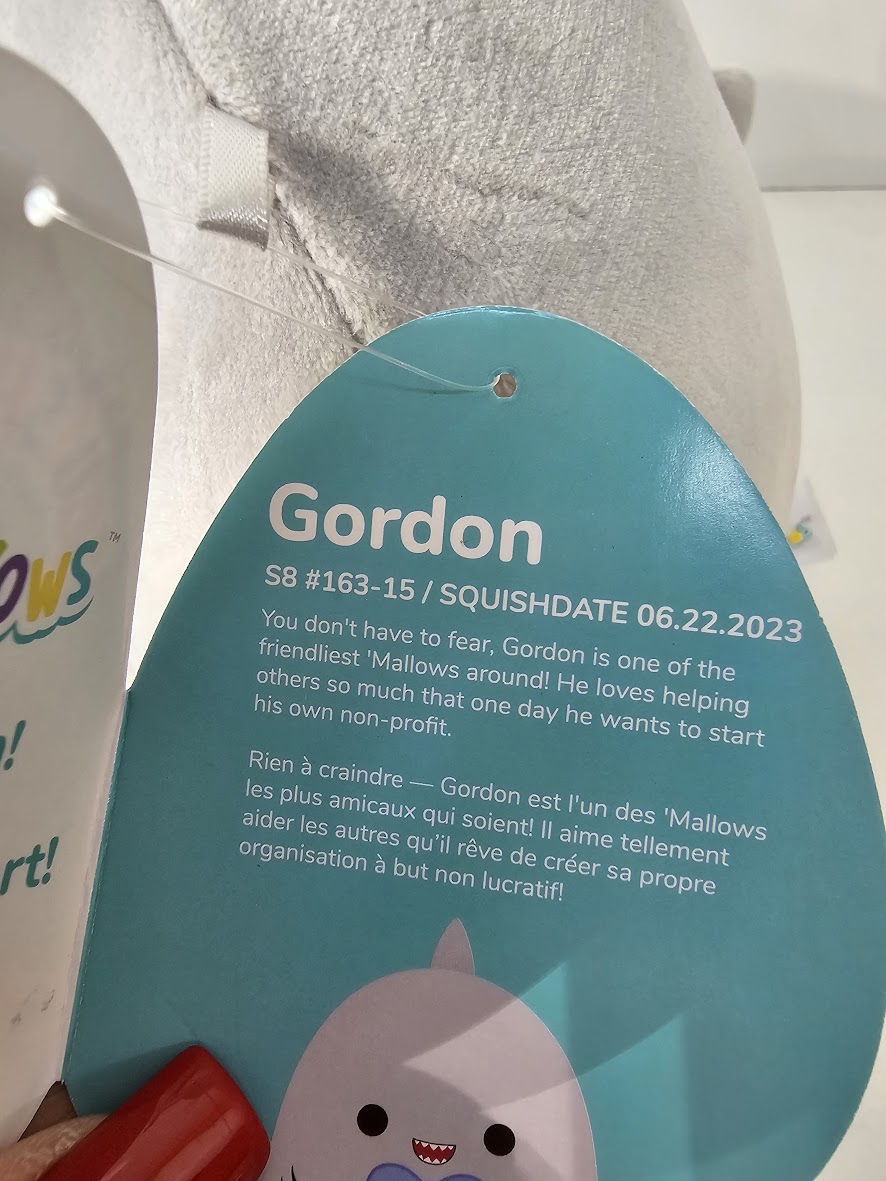 ows™
!
rt!
Gordon
S8 #163-15 / SQUISHDATE 06.22.2023
You don't have to fear, Gordon is one of the
friendliest 'Mallows around! He loves helping
others so much that one day he wants to start
his own non-profit.
Rien à craindre — Gordon est l'un des 'Mallows
les plus amicaux qui soient! Il aime tellement
aider les autres qu'il rêve de créer sa propre
organisation à but non lucratif!